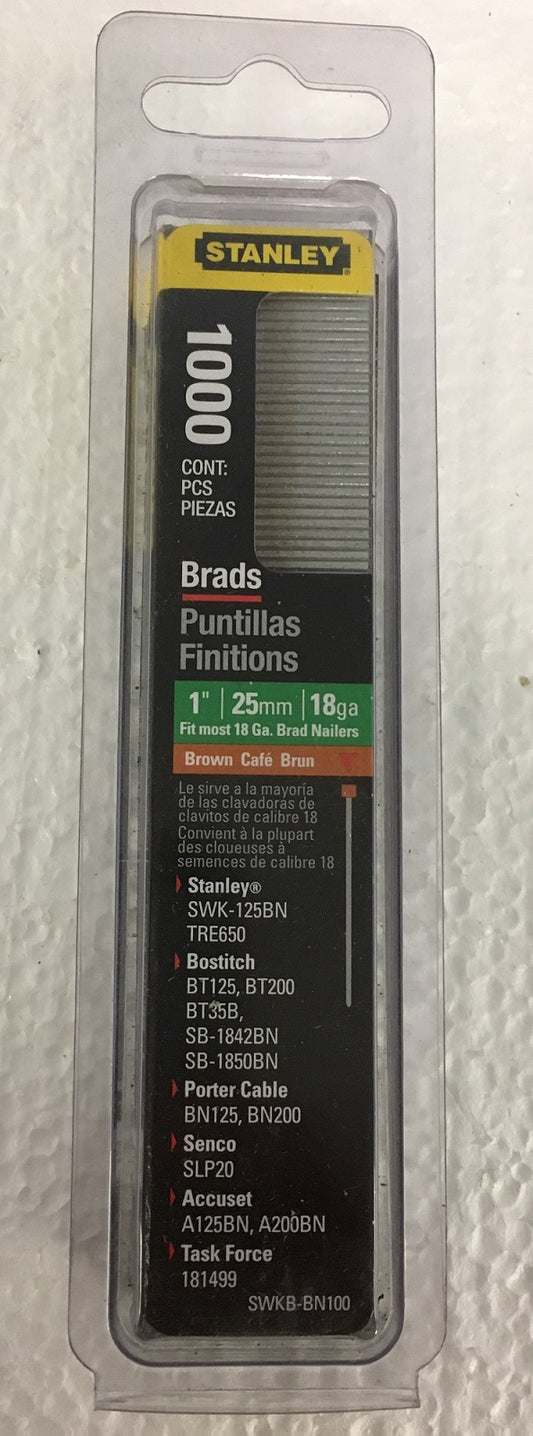 STANLEY®
1000
CONT:
PCS
PIEZAS
Brads
Puntillas
Finitions
1" | 25mm | 18ga
Fit most 18 Ga. Brad Nailers
Brown Café Brun
Le sirve a la mayoría
de las clavadoras de
clavitos de calibre 18
Convient à la plupart
des cloueuses à
semences de calibre 18
Stanley®
SWK-125BN
TRE650
Bostitch
BT125, BT200
BT35B,
SB-1842BN
SB-1850BN
Porter Cable
BN125, BN200
Senco
SLP20
Accuset
A125BN, A200BN
Task Force
181499
SWKB-BN100